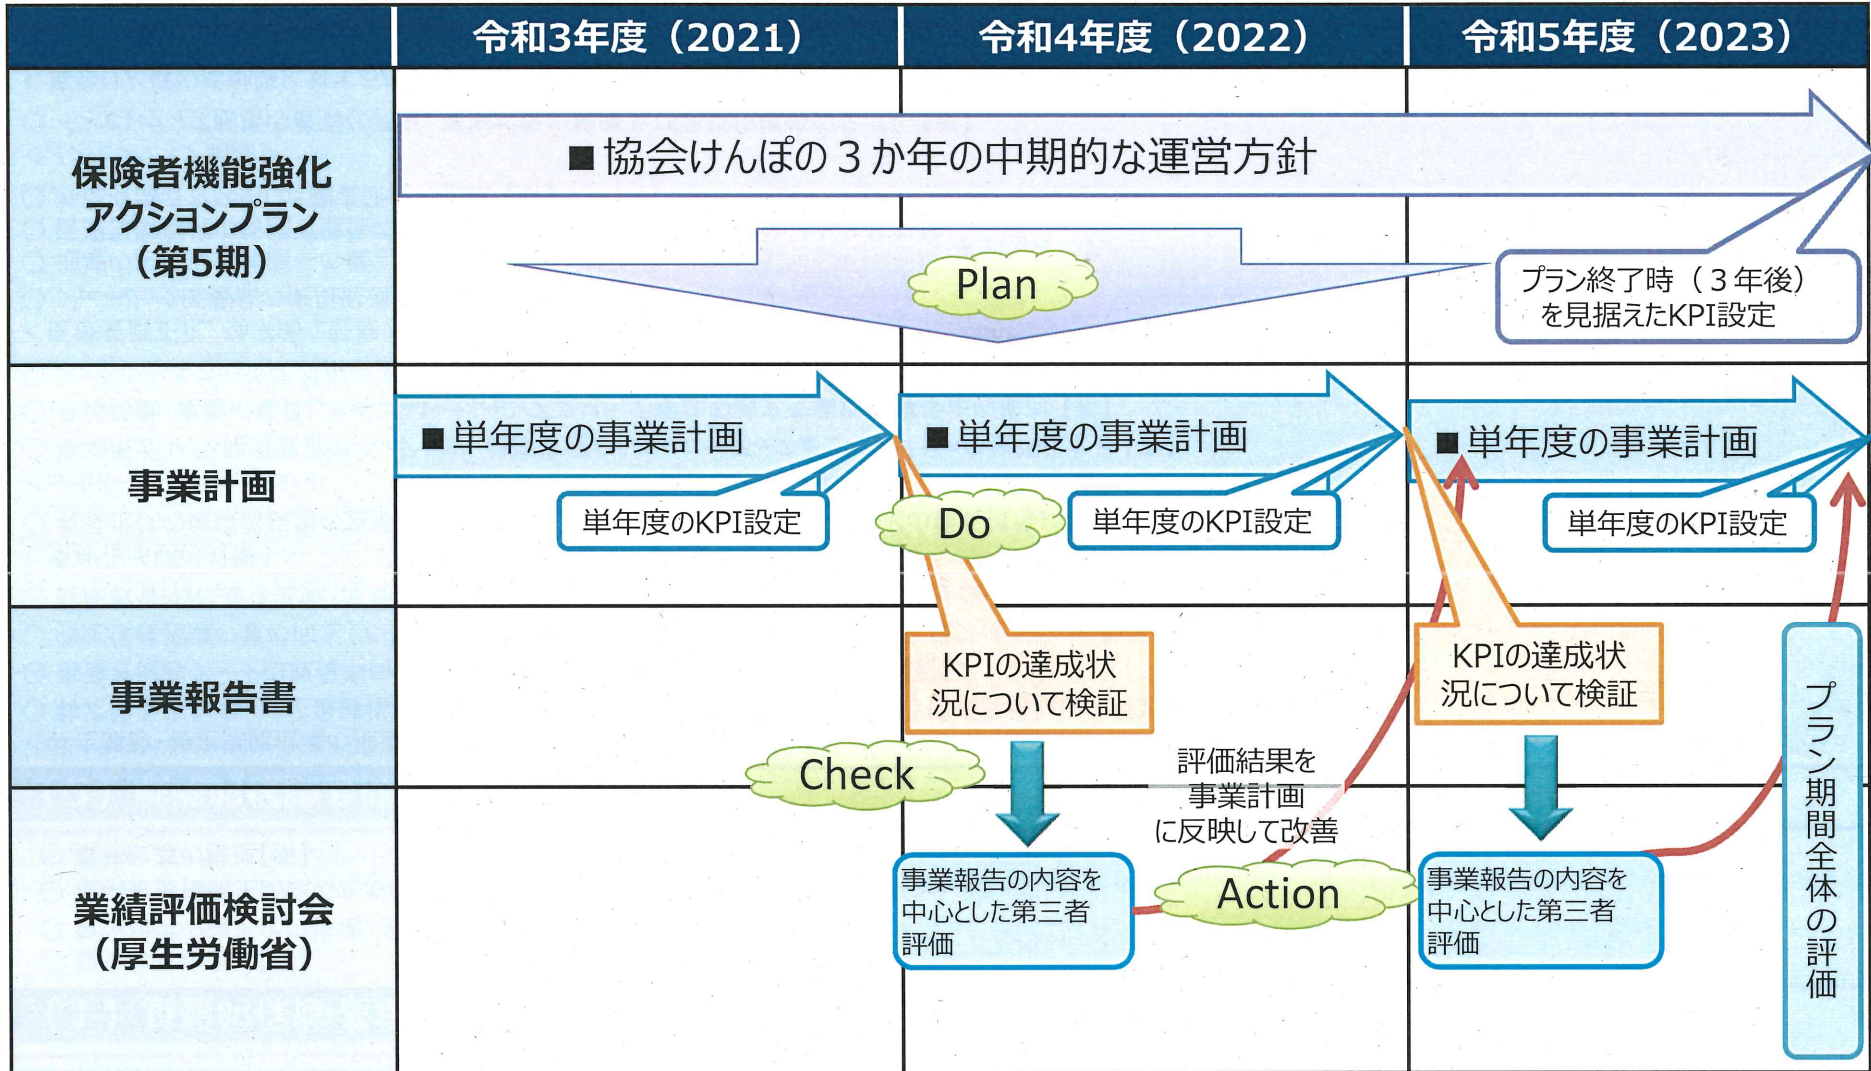 令和3年度（2021）
令和4年度（2022）
令和5年度（2023）
保険者機能強化
アクションプラン
（第5期）
■協会けんぽの３か年の中期的な運営方針
Plan
プラン終了時（３年後）
を見据えたKPI設定
事業計画
■単年度の事業計画
単年度のKPI設定
■単年度の事業計画
Do
単年度のKPI設定
■単年度の事業計画
単年度のKPI設定
事業報告書
KPIの達成状
況について検証
KPIの達成状
況について検証
Check
評価結果を
事業計画
に反映して改善
プラン期間全体の評価
業績評価検討会
（厚生労働省）
事業報告の内容を
中心とした第三者
評価
Action
事業報告の内容を
中心とした第三者
評価